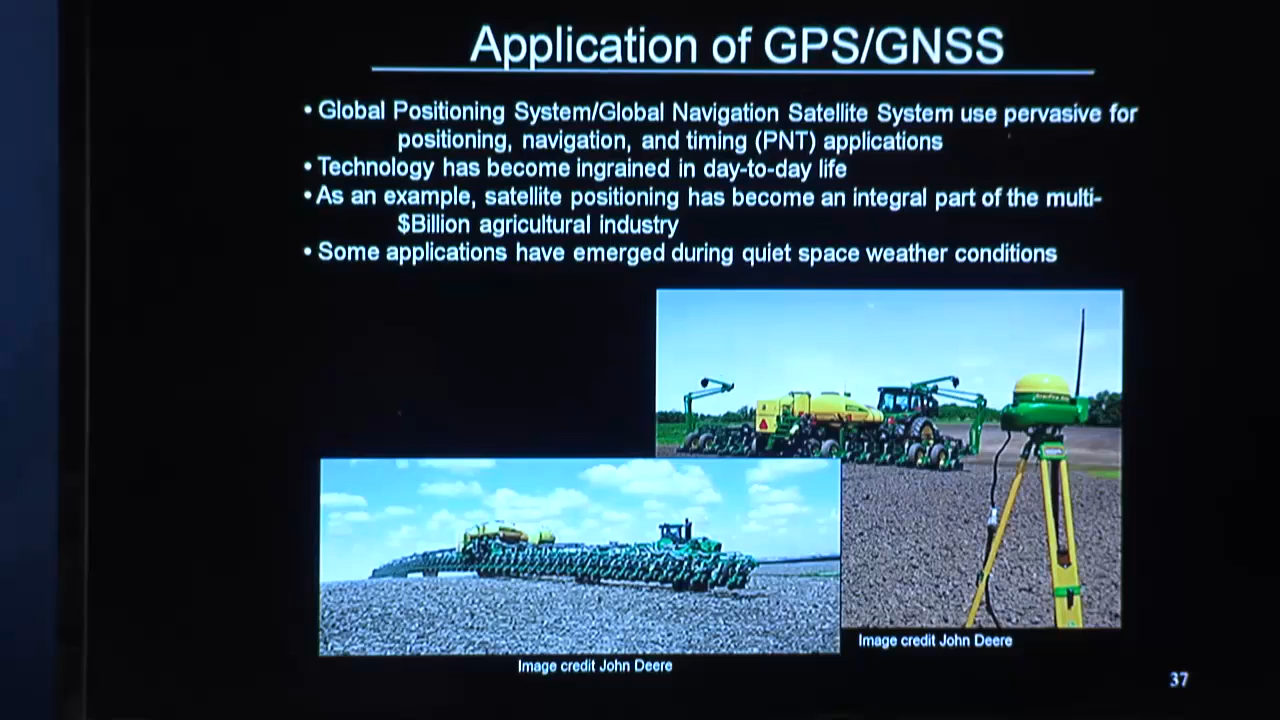 Application of GPS/GNSS
• Global Positioning System/Global Navigation Satellite System use pervasive for
positioning, navigation, and timing (PNT) applications
• Technology has become ingrained in day-to-day life
• As an example, satellite positioning has become an integral part of the multi-
$Billion agricultural industry
• Some applications have emerged during quiet space weather conditions
Image credit John Deere
Image credit John Deere
37